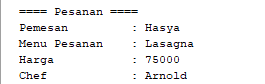 ==== Pesanan ====
Pemesan : Hasya
Menu Pesanan : Lasagna
Harga : 75000
Chef : Arnold